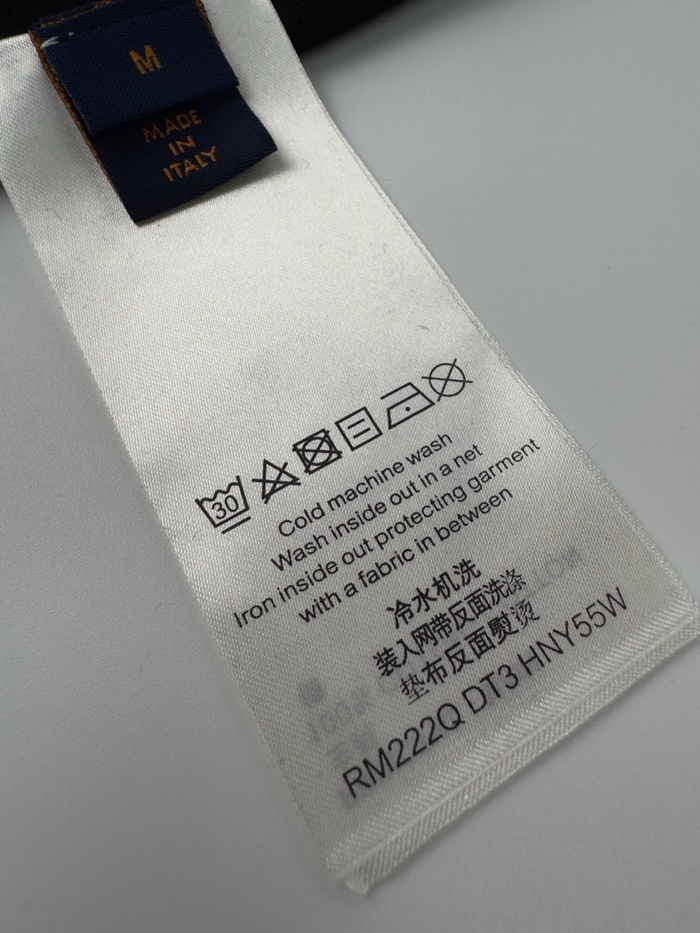 M
MADE
IN
ITALY
30
Cold machine wash
Wash inside out in a net
Iron inside out protecting garment
with a fabric in between
冷水机洗
装入网带反面洗涤
垫布反面熨烫
RM222Q DT3 HNY55W